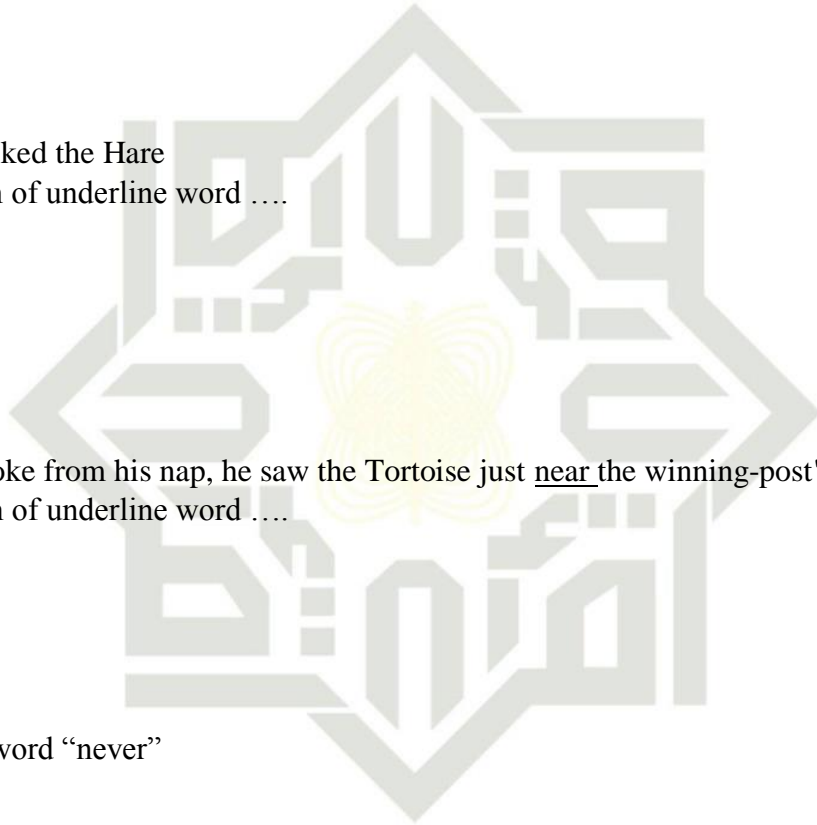 ked the Hare
n of underline word ….
oke from his nap, he saw the Tortoise just near the winning-post"
n of underline word ….
word “never”